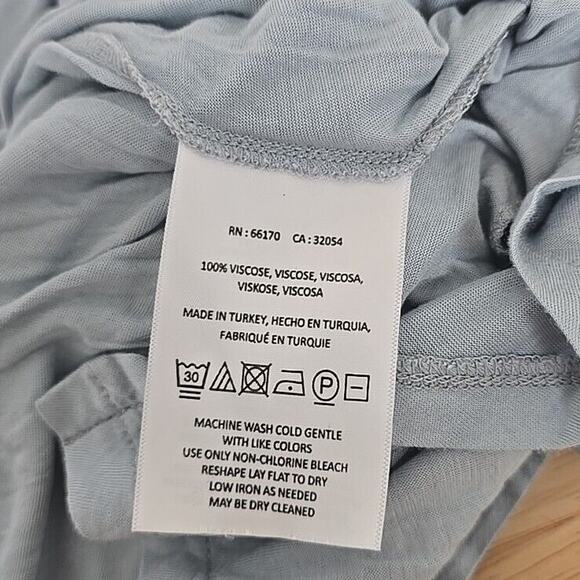 RN : 66170 CA : 32054
100% VISCOSE, VISCOSE, VISCOSA,
VISKOSE, VISCOSA
MADE IN TURKEY, HECHO EN TURQUIA,
FABRIQUÉ EN TURQUIE
30 P
MACHINE WASH COLD GENTLE
WITH LIKE COLORS
USE ONLY NON-CHLORINE BLEACH
RESHAPE LAY FLAT TO DRY
LOW IRON AS NEEDED
MAY BE DRY CLEANED